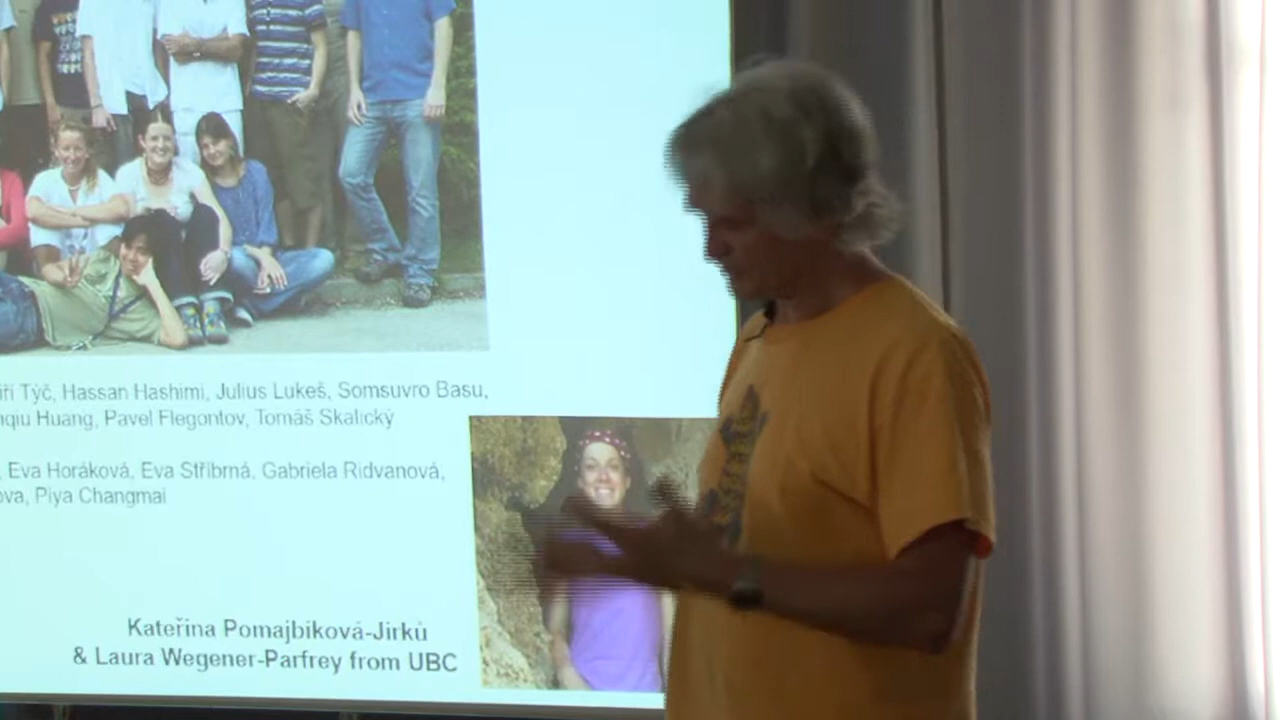 Týč, Hassan Hashimi, Julius Lukeš, Somsuvro Basu,
Huang, Pavel Flegontov, Tomáš Skalický
, Eva Horáková, Eva Stříbrná, Gabriela Ridvanová,
Piya Changmai
Kateřina Pomajbíková-Jirků
& Laura Wegener-Parfrey from UBC